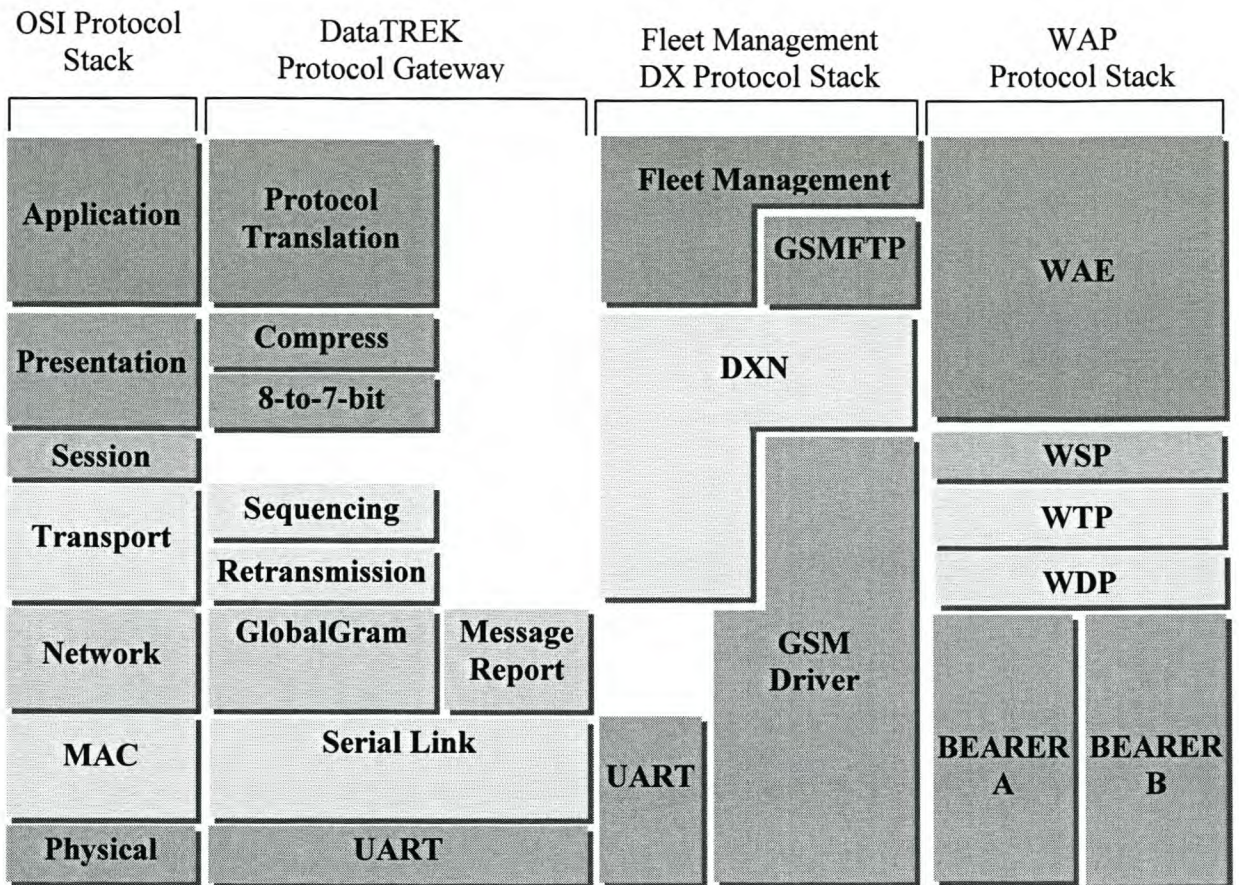 OSI Protocol
Stack
DataTREK
Protocol Gateway
Fleet Management
DX Protocol Stack
WAP
Protocol Stack
Application
Protocol
Translation
Fleet Management
GSMFTP
WAE
Presentation
Compress
8-to-7-bit
DXN
Session
WSP
Transport
Sequencing
Retransmission
WTP
WDP
Network
GlobalGram
Message
Report
GSM
Driver
MAC
Serial Link
UART
BEARER
A
BEARER
B
Physical
UART